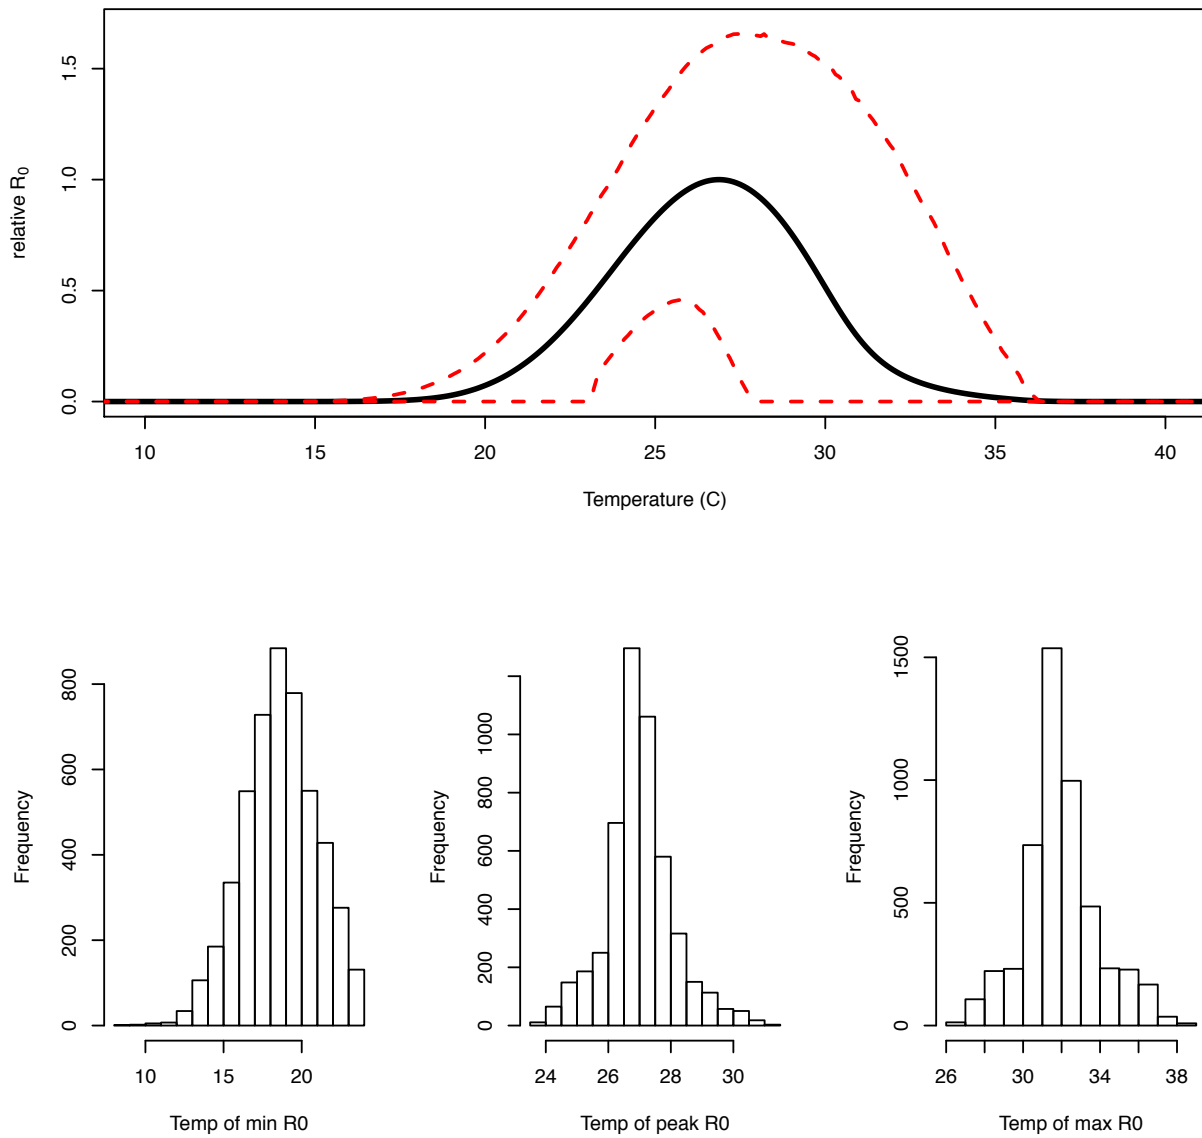 relative R0
0.0 0.5 1.0 1.5
10 15 20 25 30 35 40
Temperature (C)
Frequency
0 200 400 600 800
10 15 20
Temp of min R0
Frequency
0 200 400 600 800 1000
24 26 28 30
Temp of peak R0
Frequency
0 500 1000 1500
26 30 34 38
Temp of max R0